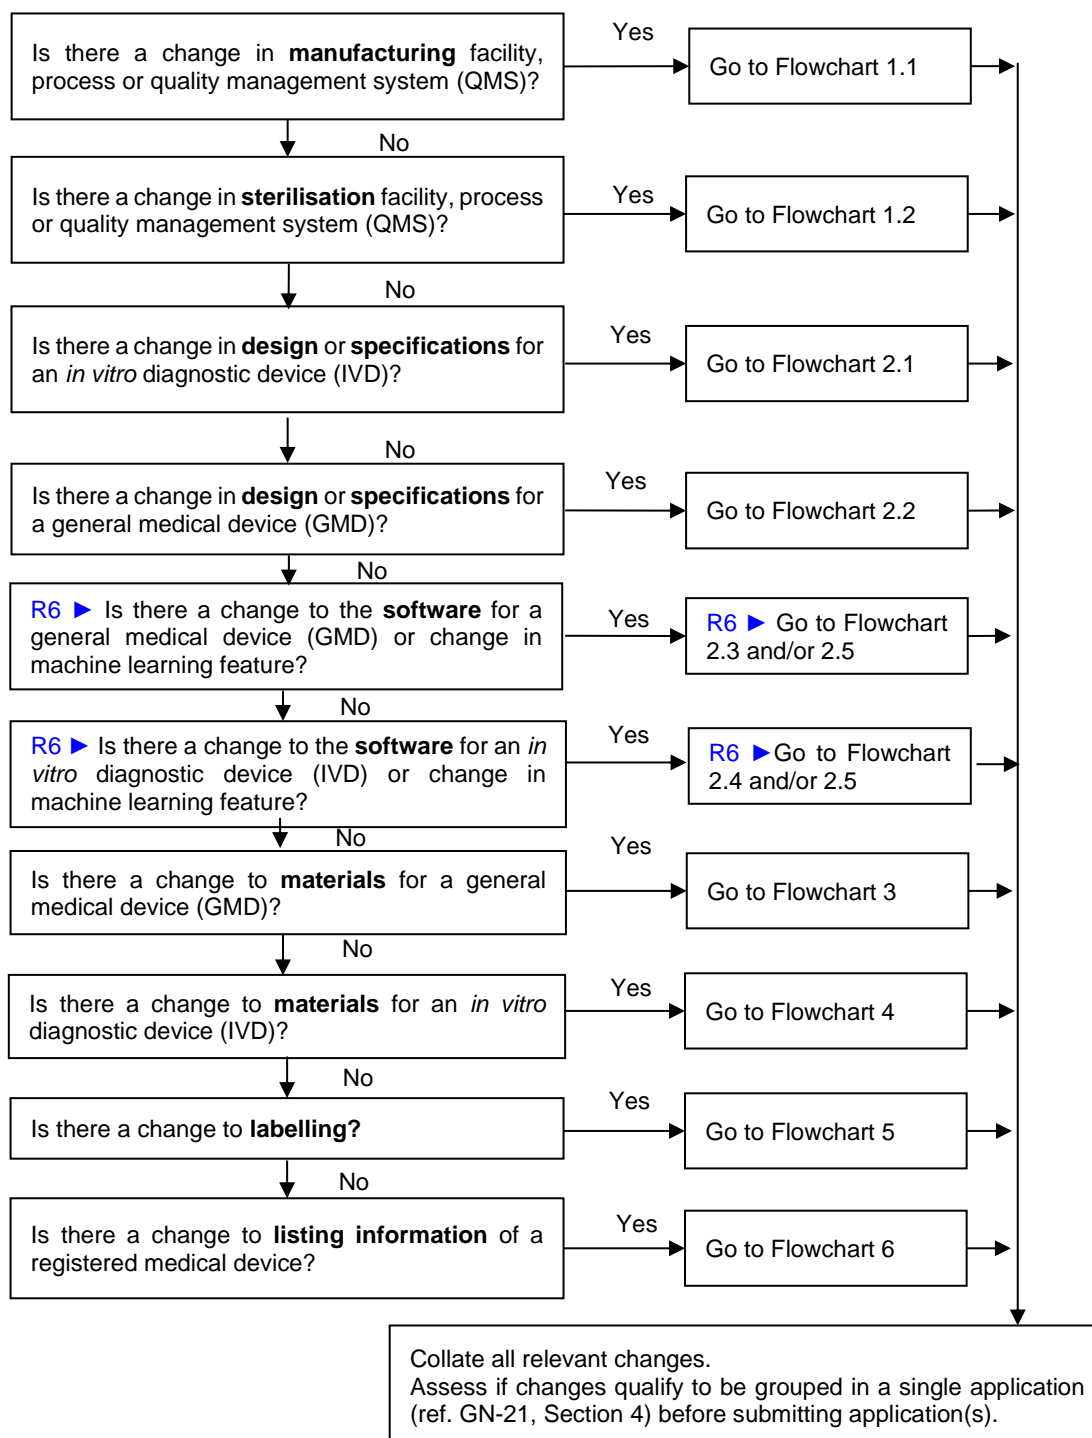 Is there a change in manufacturing facility,
process or quality management system (QMS)?
Yes
Go to Flowchart 1.1
No
Is there a change in sterilisation facility, process
or quality management system (QMS)?
Yes
Go to Flowchart 1.2
No
Is there a change in design or specifications for
an in vitro diagnostic device (IVD)?
Yes
Go to Flowchart 2.1
No
Is there a change in design or specifications for
a general medical device (GMD)?
Yes
Go to Flowchart 2.2
No
R6 ► Is there a change to the software for a
general medical device (GMD) or change in
machine learning feature?
Yes
R6 ► Go to Flowchart
2.3 and/or 2.5
No
R6 ► Is there a change to the software for an in
vitro diagnostic device (IVD) or change in
machine learning feature?
Yes
R6 ►Go to Flowchart
2.4 and/or 2.5
No
Is there a change to materials for a general
medical device (GMD)?
Yes
Go to Flowchart 3
No
Is there a change to materials for an in vitro
diagnostic device (IVD)?
Yes
Go to Flowchart 4
No
Is there a change to labelling?
Yes
Go to Flowchart 5
No
Is there a change to listing information of a
registered medical device?
Yes
Go to Flowchart 6
Collate all relevant changes.
Assess if changes qualify to be grouped in a single application
(ref. GN-21, Section 4) before submitting application(s).